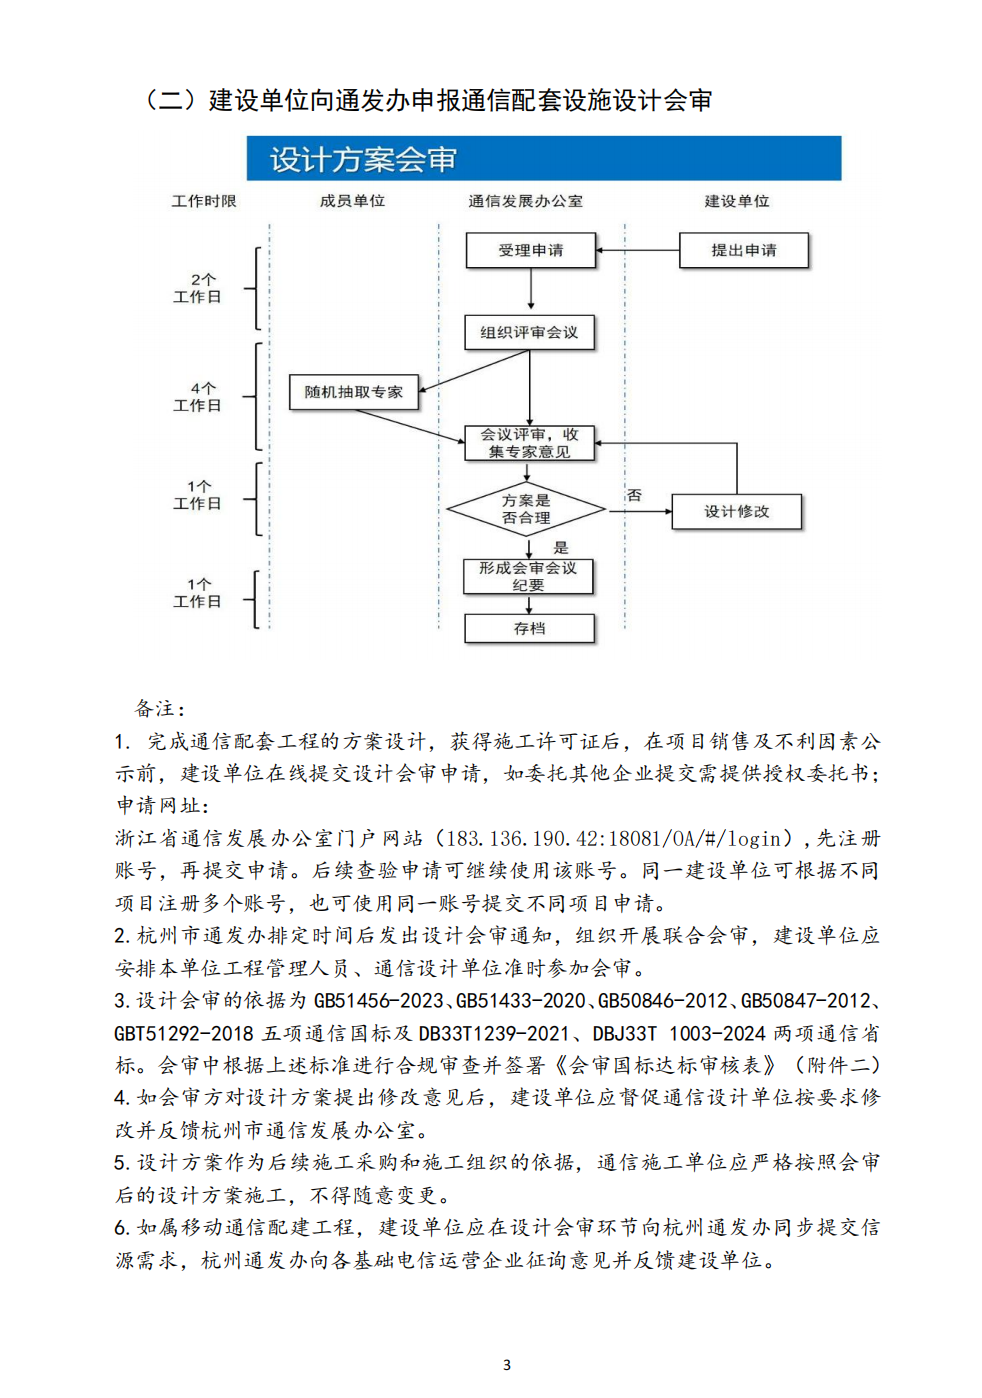 （二）建设单位向通发办申报通信配套设施设计会审
设计方案会审
工作时限 成员单位 通信发展办公室 建设单位
受理申请 提出申请
2个
工作日
组织评审会议
4个
工作日
随机抽取专家
会议评审，收
集专家意见
1个
工作日
方案是
否合理
否
设计修改
是
形成会审会议
纪要
1个
工作日
存档
备注：
1. 完成通信配套工程的方案设计，获得施工许可证后，在项目销售及不利因素公
示前，建设单位在线提交设计会审申请，如委托其他企业提交需提供授权委托书；
申请网址：
浙江省通信发展办公室门户网站（183.136.190.42:18081/OA/#/login）,先注册
账号，再提交申请。后续查验申请可继续使用该账号。同一建设单位可根据不同
项目注册多个账号，也可使用同一账号提交不同项目申请。
2.杭州市通发办排定时间后发出设计会审通知，组织开展联合会审，建设单位应
安排本单位工程管理人员、通信设计单位准时参加会审。
3.设计会审的依据为 GB51456-2023、GB51433-2020、GB50846-2012、GB50847-2012、
GBT51292-2018 五项通信国标及 DB33T1239-2021、DBJ33T 1003-2024 两项通信省
标。会审中根据上述标准进行合规审查并签署《会审国标达标审核表》（附件二）
4.如会审方对设计方案提出修改意见后，建设单位应督促通信设计单位按要求修
改并反馈杭州市通信发展办公室。
5.设计方案作为后续施工采购和施工组织的依据，通信施工单位应严格按照会审
后的设计方案施工，不得随意变更。
6.如属移动通信配建工程，建设单位应在设计会审环节向杭州通发办同步提交信
源需求，杭州通发办向各基础电信运营企业征询意见并反馈建设单位。
3